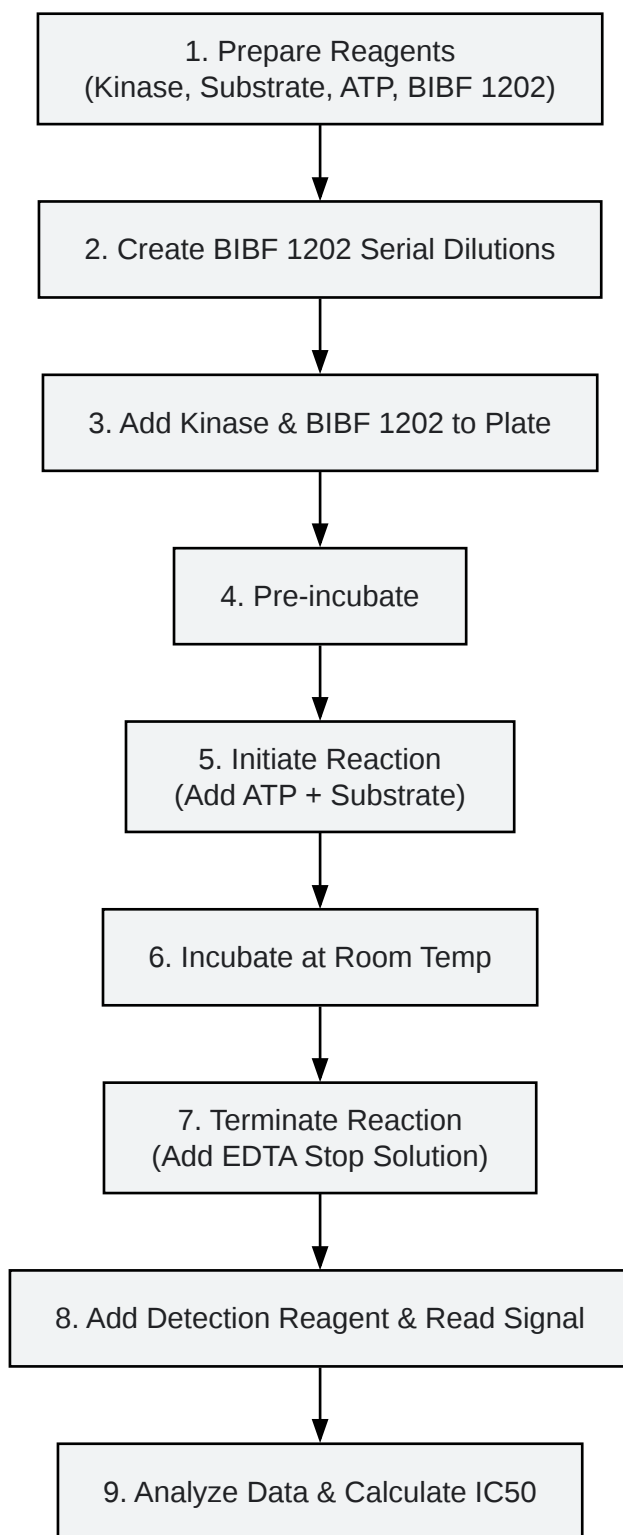 1. Prepare Reagents
(Kinase, Substrate, ATP, BIBF 1202)
2. Create BIBF 1202 Serial Dilutions
3. Add Kinase & BIBF 1202 to Plate
4. Pre-incubate
5. Initiate Reaction
(Add ATP + Substrate)
6. Incubate at Room Temp
7. Terminate Reaction
(Add EDTA Stop Solution)
8. Add Detection Reagent & Read Signal
9. Analyze Data & Calculate IC50